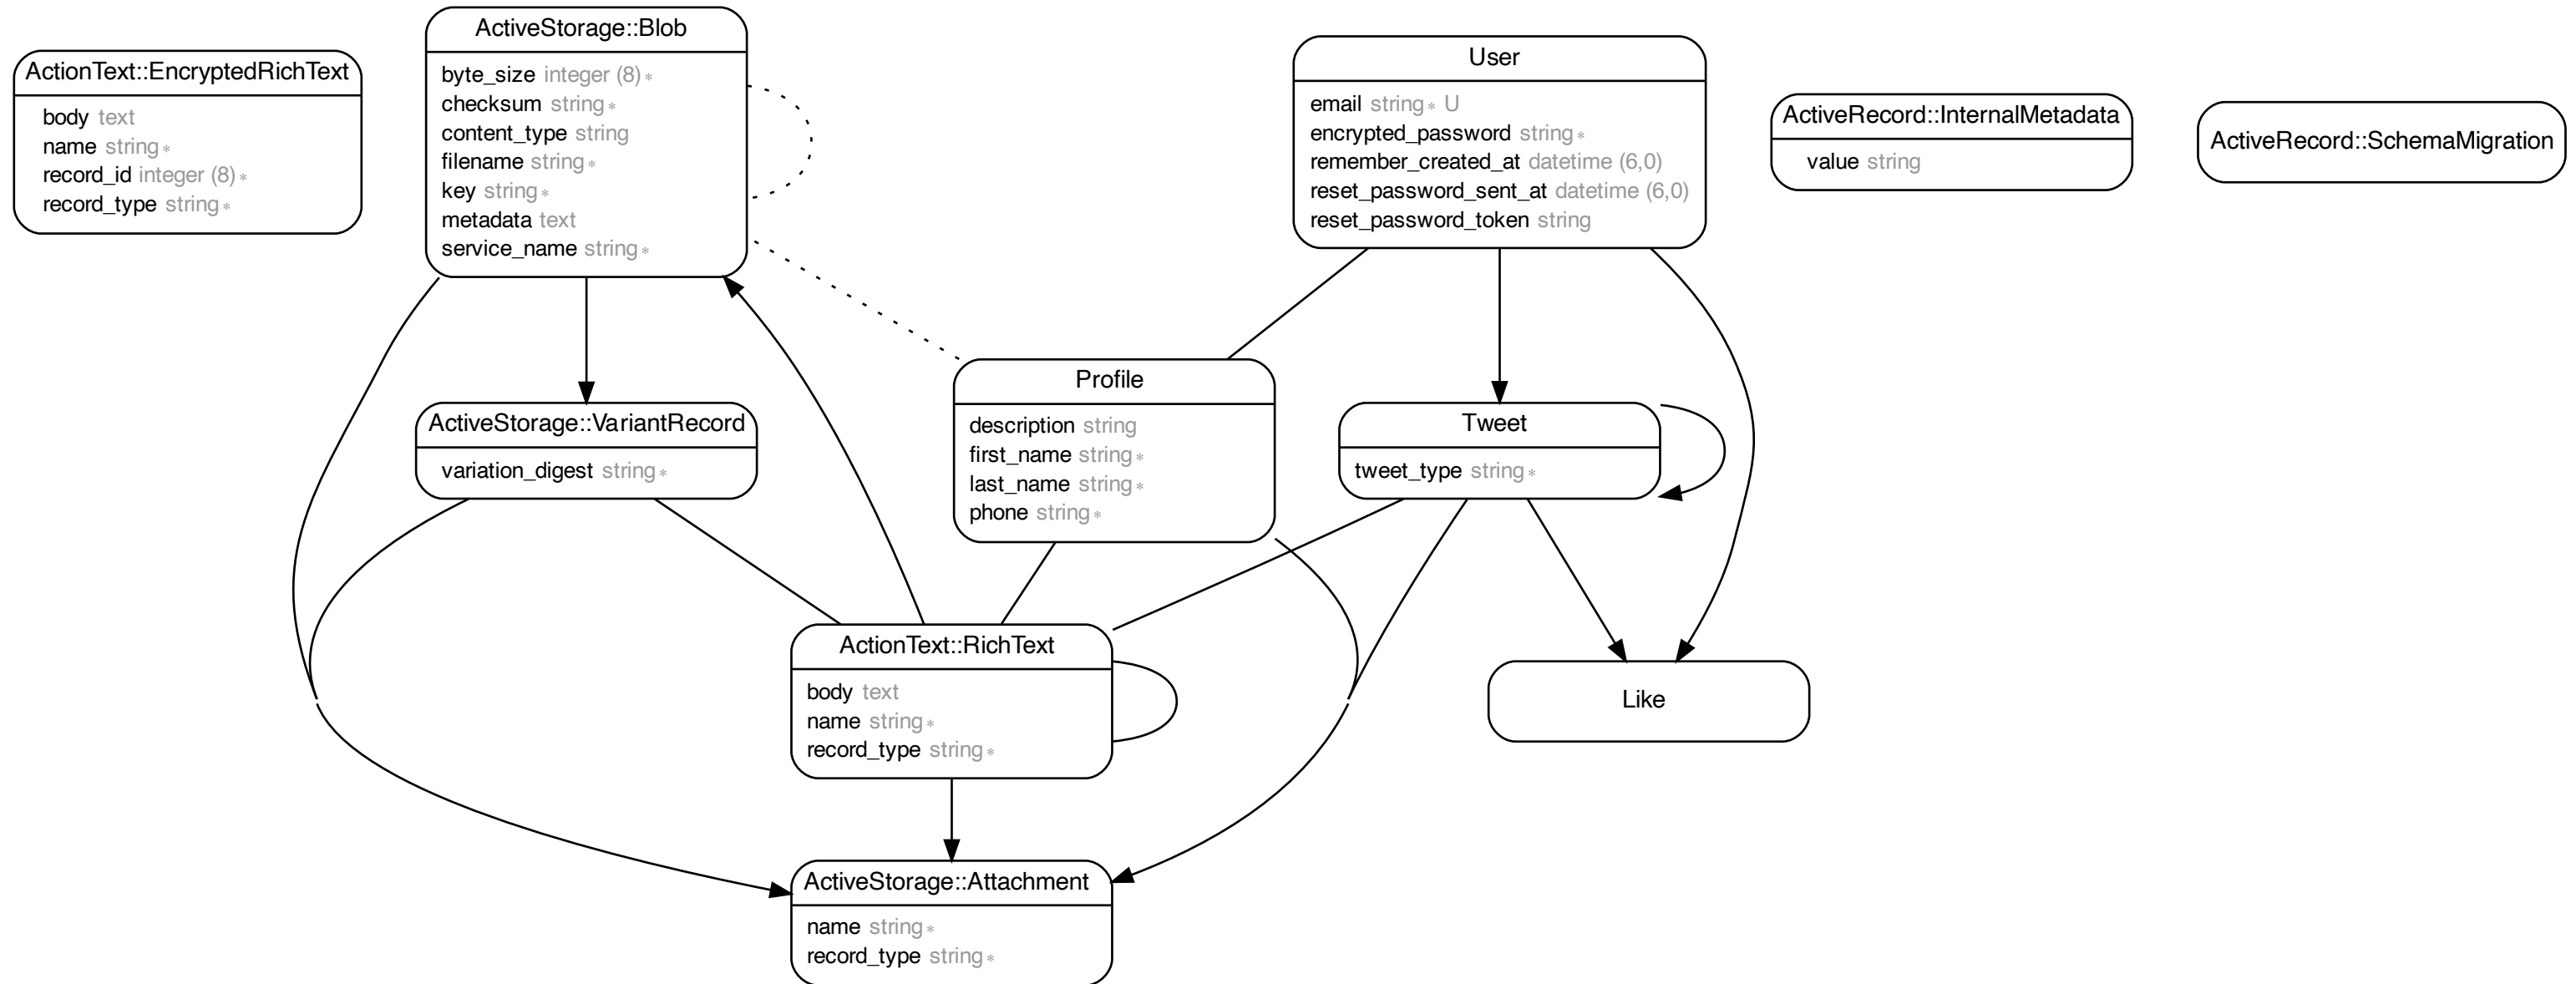 ActionText::EncryptedRichText
body text
name string *
record_id integer (8) *
record_type string *
ActiveStorage::Blob
byte_size integer (8) *
checksum string *
content_type string
filename string *
key string *
metadata text
service_name string *
User
email string * U
encrypted_password string *
remember_created_at datetime (6,0)
reset_password_sent_at datetime (6,0)
reset_password_token string
ActiveRecord::InternalMetadata
value string
ActiveRecord::SchemaMigration
ActiveStorage::VariantRecord
variation_digest string *
Profile
description string
first_name string *
last_name string *
phone string *
Tweet
tweet_type string *
ActionText::RichText
body text
name string *
record_type string *
Like
ActiveStorage::Attachment
name string *
record_type string *